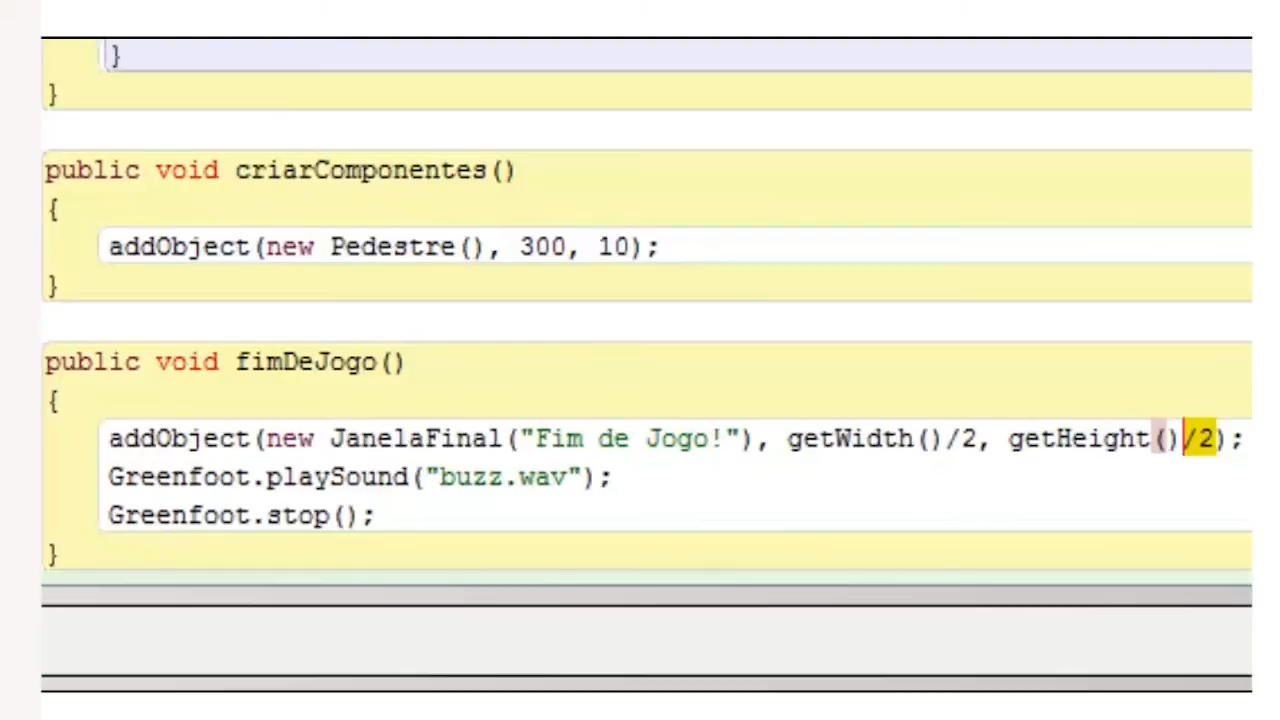 }
}
public void criarComponentes()
{
addObject(new Pedestre(), 300, 10);
}
public void fimDeJogo()
{
addObject(new JanelaFinal("Fim de Jogo!"), getWidth()/2, getHeight()/2);
Greenfoot.playSound("buzz.wav");
Greenfoot.stop();
}